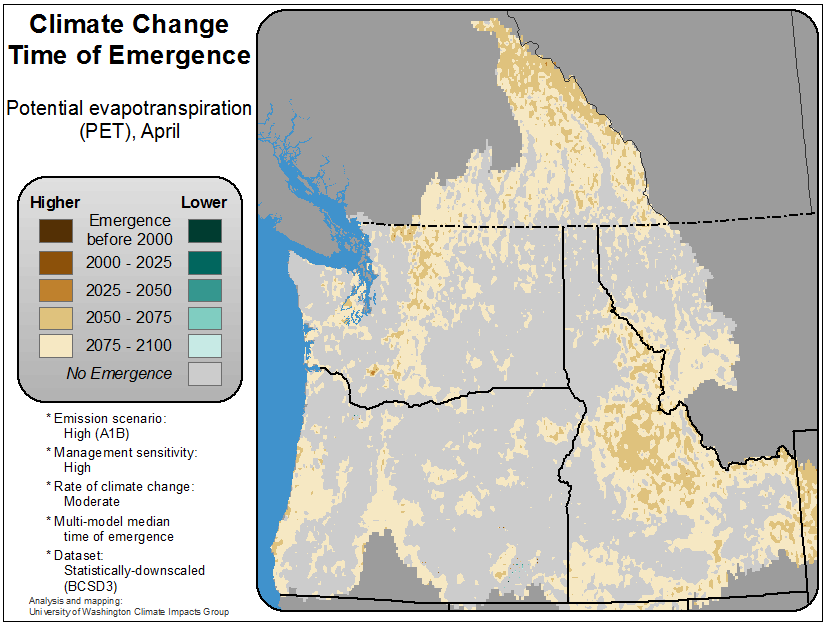 Climate Change
Time of Emergence
Potential evapotranspiration
(PET), April
Higher
Lower
Emergence
before 2000
2000 - 2025
2025 - 2050
2050 - 2075
2075 - 2100
No Emergence
* Emission scenario:
High (A1B)
* Management sensitivity:
High
* Rate of climate change:
Moderate
* Multi-model median
time of emergence
* Dataset:
Statistically-downscaled
(BCSD3)
Analysis and mapping:
University of Washington Climate Impacts Group